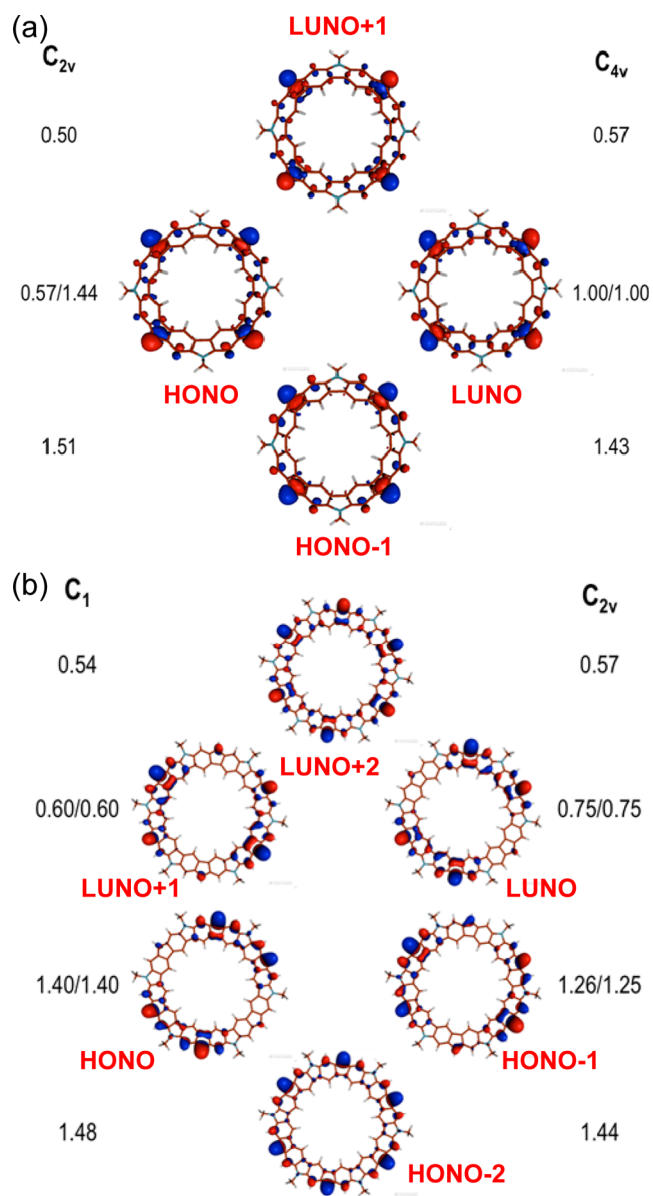 (a)
LUNO+1
C2v
C4v
0.50
0.57
0.57/1.44
1.00/1.00
HONO
LUNO
1.51
1.43
HONO-1
(b)
C1
C2v
0.54
0.57
LUNO+2
0.60/0.60
0.75/0.75
LUNO+1
LUNO
1.40/1.40
1.26/1.25
HONO
HONO-1
1.48
1.44
HONO-2